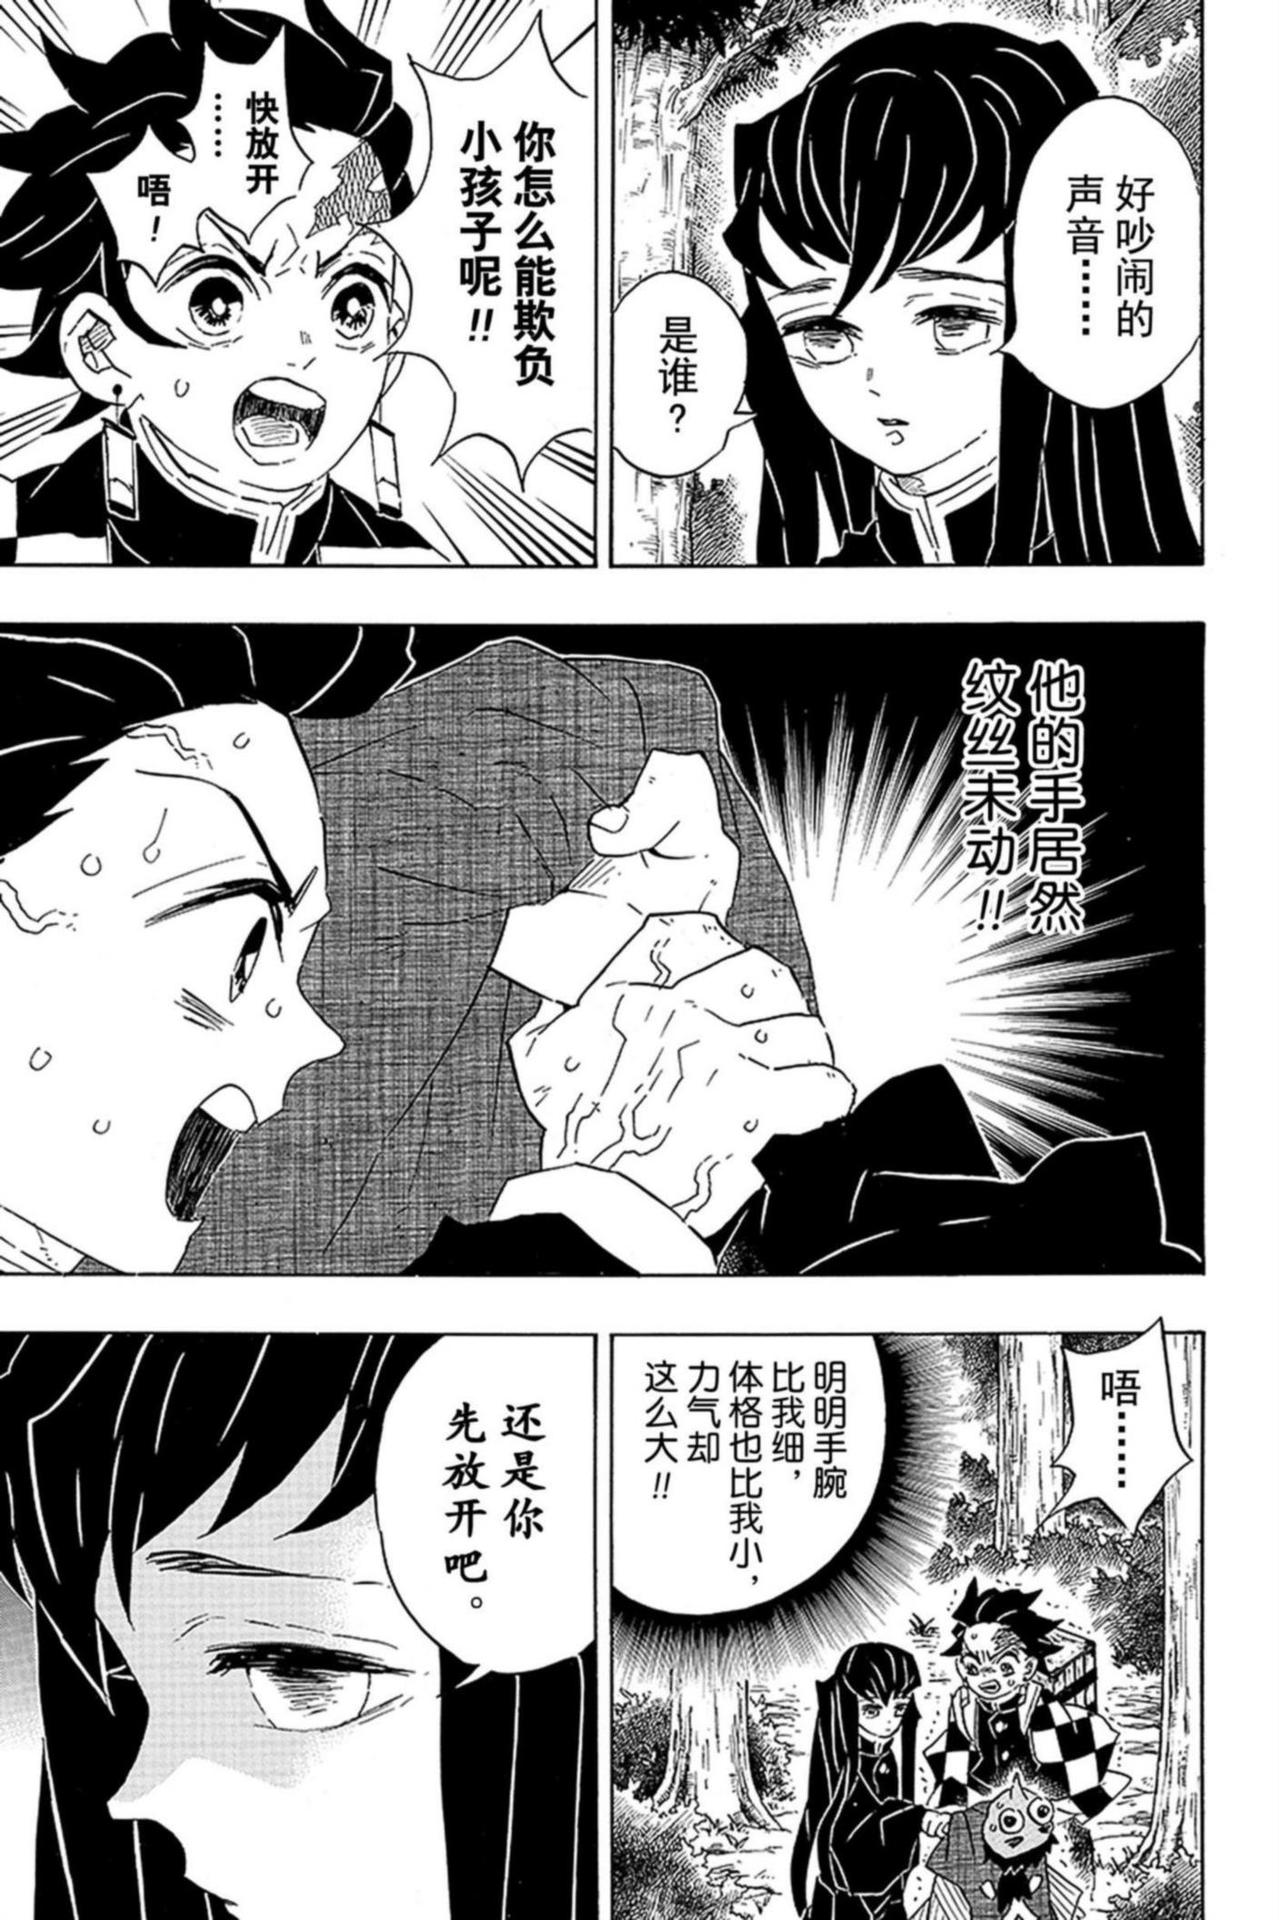 好吵闹的
声音……
是谁？
你怎么能欺负
小孩子呢!!
快放开
……
唔！
他的手居然
纹丝未动!!
唔……
明明手腕
比我细，
体格也比我小，
力气却
这么大!!
还是你
先放开吧。